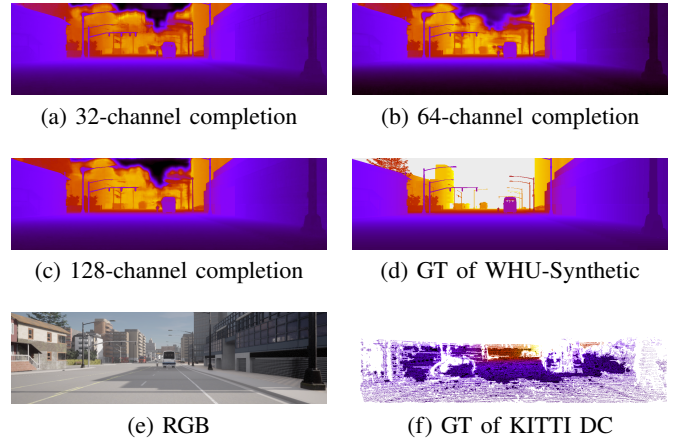 (a) 32-channel completion
(b) 64-channel completion
(c) 128-channel completion
(d) GT of WHU-Synthetic
(e) RGB
(f) GT of KITTI DC